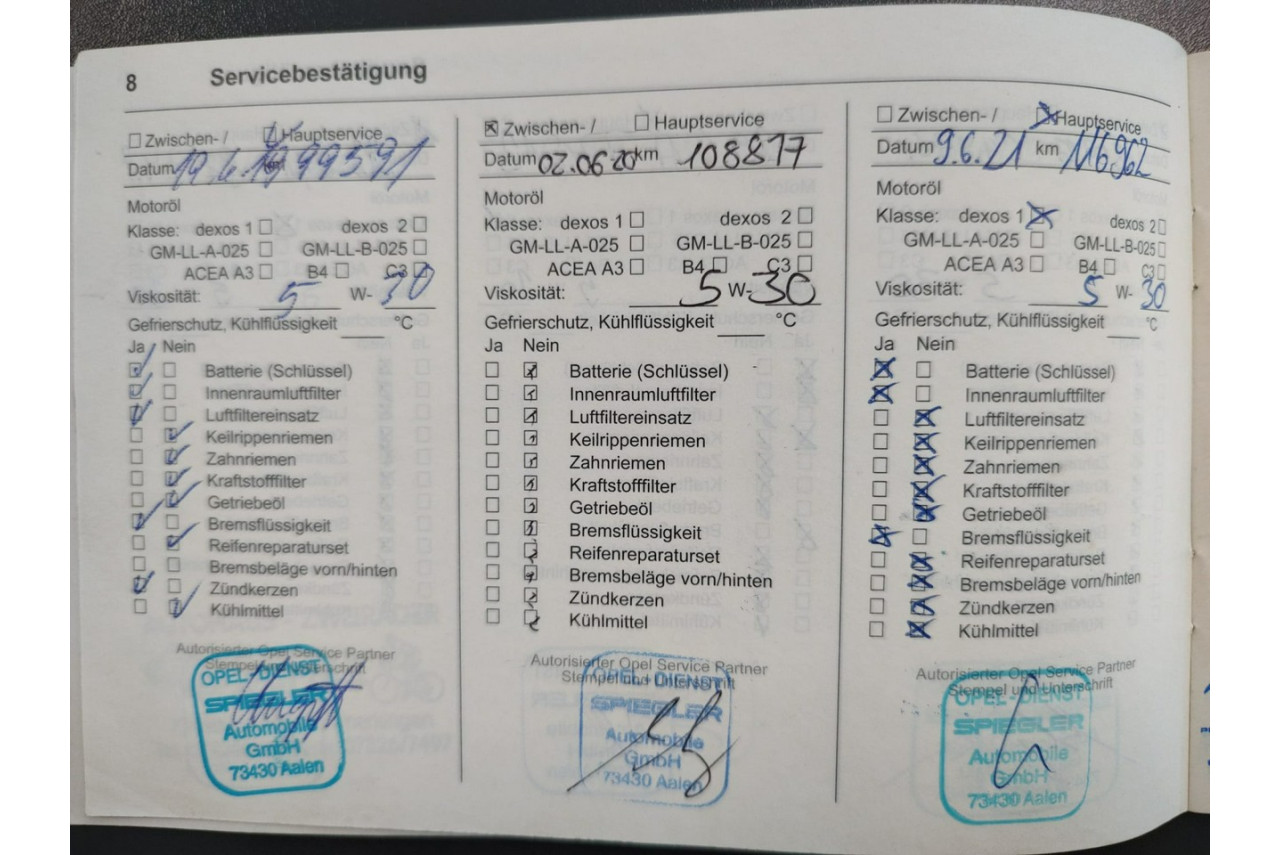 8 Servicebestätigung
☐ Zwischen- / ☑ Hauptservice
Datum 19.6.19 km 99591
Motoröl
Klasse: dexos 1 ☐ dexos 2 ☐
GM-LL-A-025 ☐ GM-LL-B-025 ☐
ACEA A3 ☐ B4 ☐ C3 ☐
Viskosität: 5 W- 30
Gefrierschutz, Kühlflüssigkeit ____ °C
Ja Nein
☑ ☐ Batterie (Schlüssel)
☑ ☐ Innenraumluftfilter
☑ ☐ Luftfiltereinsatz
☐ ☑ Keilrippenriemen
☐ ☑ Zahnriemen
☐ ☑ Kraftstofffilter
☐ ☑ Getriebeöl
☑ ☐ Bremsflüssigkeit
☐ ☑ Reifenreparaturset
☐ ☐ Bremsbeläge vorn/hinten
☑ ☐ Zündkerzen
☐ ☑ Kühlmittel
Autorisierter Opel Service Partner
Stempel und Unterschrift
OPEL-DIENST
SPIEGLER
Automobile
GmbH
73430 Aalen
☒ Zwischen- / ☐ Hauptservice
Datum 02.06.20 km 108817
Motoröl
Klasse: dexos 1 ☐ dexos 2 ☐
GM-LL-A-025 ☐ GM-LL-B-025 ☐
ACEA A3 ☐ B4 ☐ C3 ☐
Viskosität: 5 W- 30
Gefrierschutz, Kühlflüssigkeit ____ °C
Ja Nein
☐ ☑ Batterie (Schlüssel)
☐ ☑ Innenraumluftfilter
☐ ☑ Luftfiltereinsatz
☐ ☑ Keilrippenriemen
☐ ☑ Zahnriemen
☐ ☑ Kraftstofffilter
☐ ☑ Getriebeöl
☐ ☑ Bremsflüssigkeit
☐ ☑ Reifenreparaturset
☐ ☑ Bremsbeläge vorn/hinten
☐ ☑ Zündkerzen
☐ ☑ Kühlmittel
Autorisierter Opel Service Partner
Stempel und Unterschrift
OPEL-DIENST
SPIEGLER
Automobile
GmbH
73430 Aalen
☐ Zwischen- / ☒ Hauptservice
Datum 9.6.21 km 116962
Motoröl
Klasse: dexos 1 ☒ dexos 2 ☐
GM-LL-A-025 ☐ GM-LL-B-025 ☐
ACEA A3 ☐ B4 ☐ C3 ☐
Viskosität: 5 W- 30
Gefrierschutz, Kühlflüssigkeit ____ °C
Ja Nein
☒ ☐ Batterie (Schlüssel)
☒ ☐ Innenraumluftfilter
☐ ☒ Luftfiltereinsatz
☐ ☒ Keilrippenriemen
☐ ☒ Zahnriemen
☐ ☒ Kraftstofffilter
☐ ☒ Getriebeöl
☒ ☐ Bremsflüssigkeit
☐ ☒ Reifenreparaturset
☐ ☒ Bremsbeläge vorn/hinten
☐ ☒ Zündkerzen
☐ ☒ Kühlmittel
Autorisierter Opel Service Partner
Stempel und Unterschrift
OPEL-DIENST
SPIEGLER
Automobile
GmbH
73430 Aalen